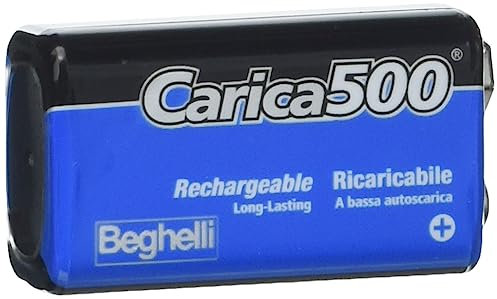 Carica500®
Rechargeable Ricaricabile
Long-Lasting A bassa autoscarica
Beghelli +